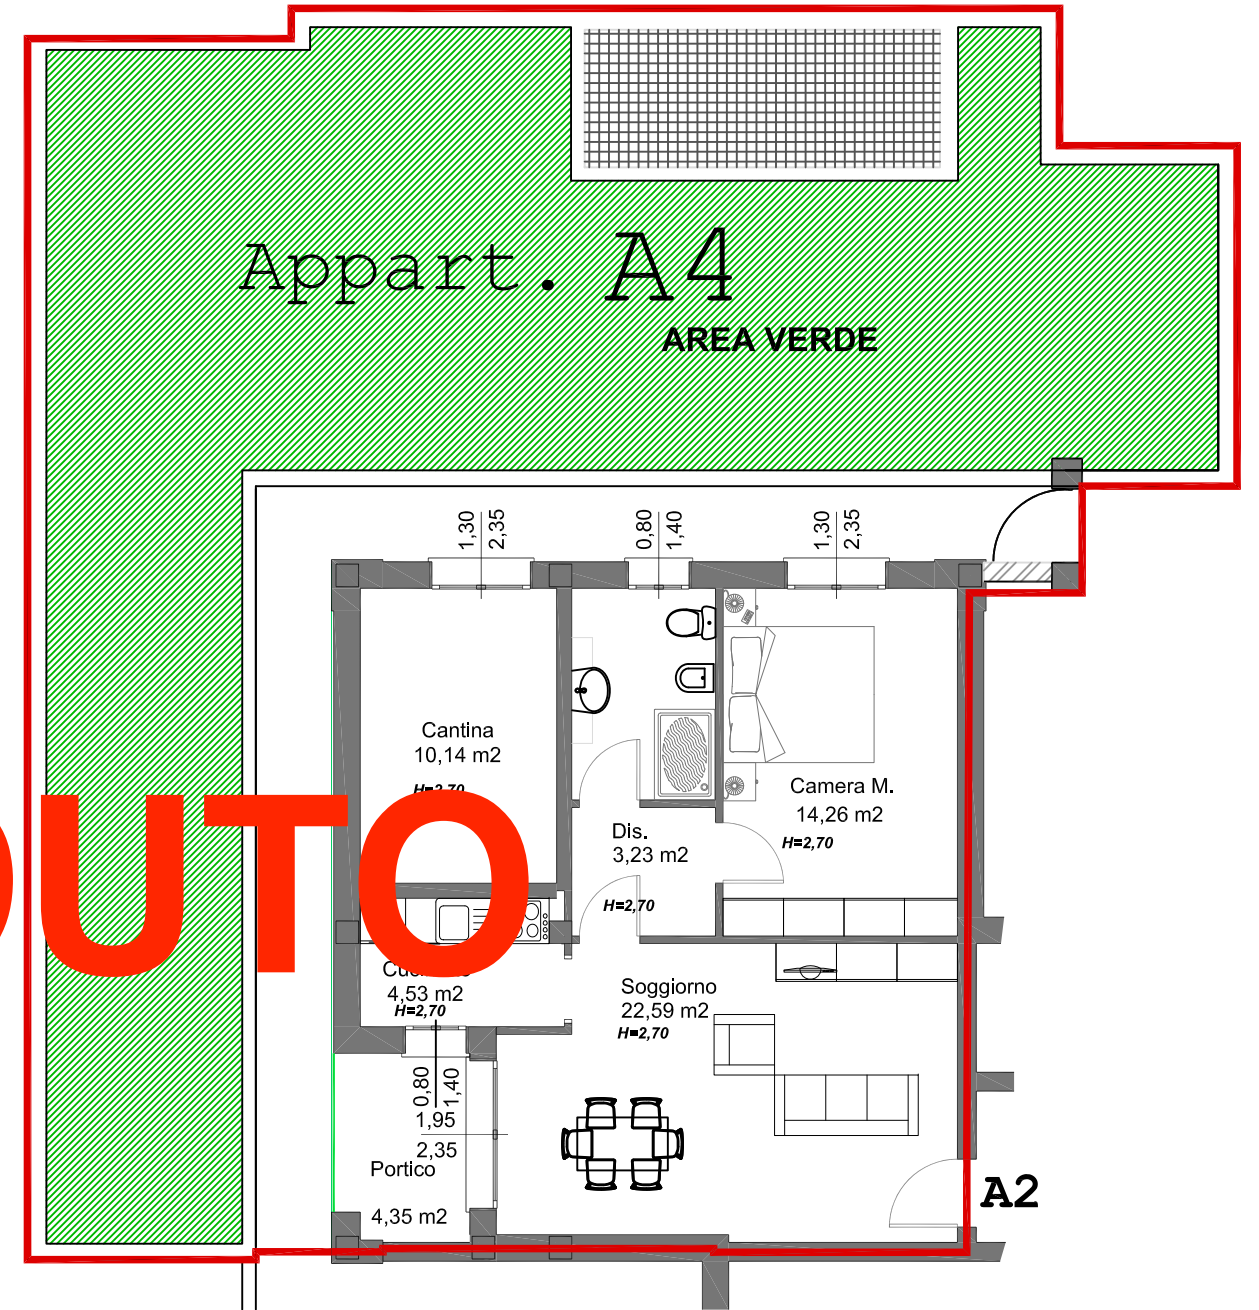 Appart. A4
AREA VERDE
1,30
2,35
0,80
1,40
1,30
2,35
Cantina
10,14 m2
H=2,70
Camera M.
14,26 m2
H=2,70
Dis.
3,23 m2
H=2,70
UTO
4,53 m2
H=2,70
Soggiorno
22,59 m2
H=2,70
0,80
1,40
1,95
2,35
Portico
4,35 m2
A2